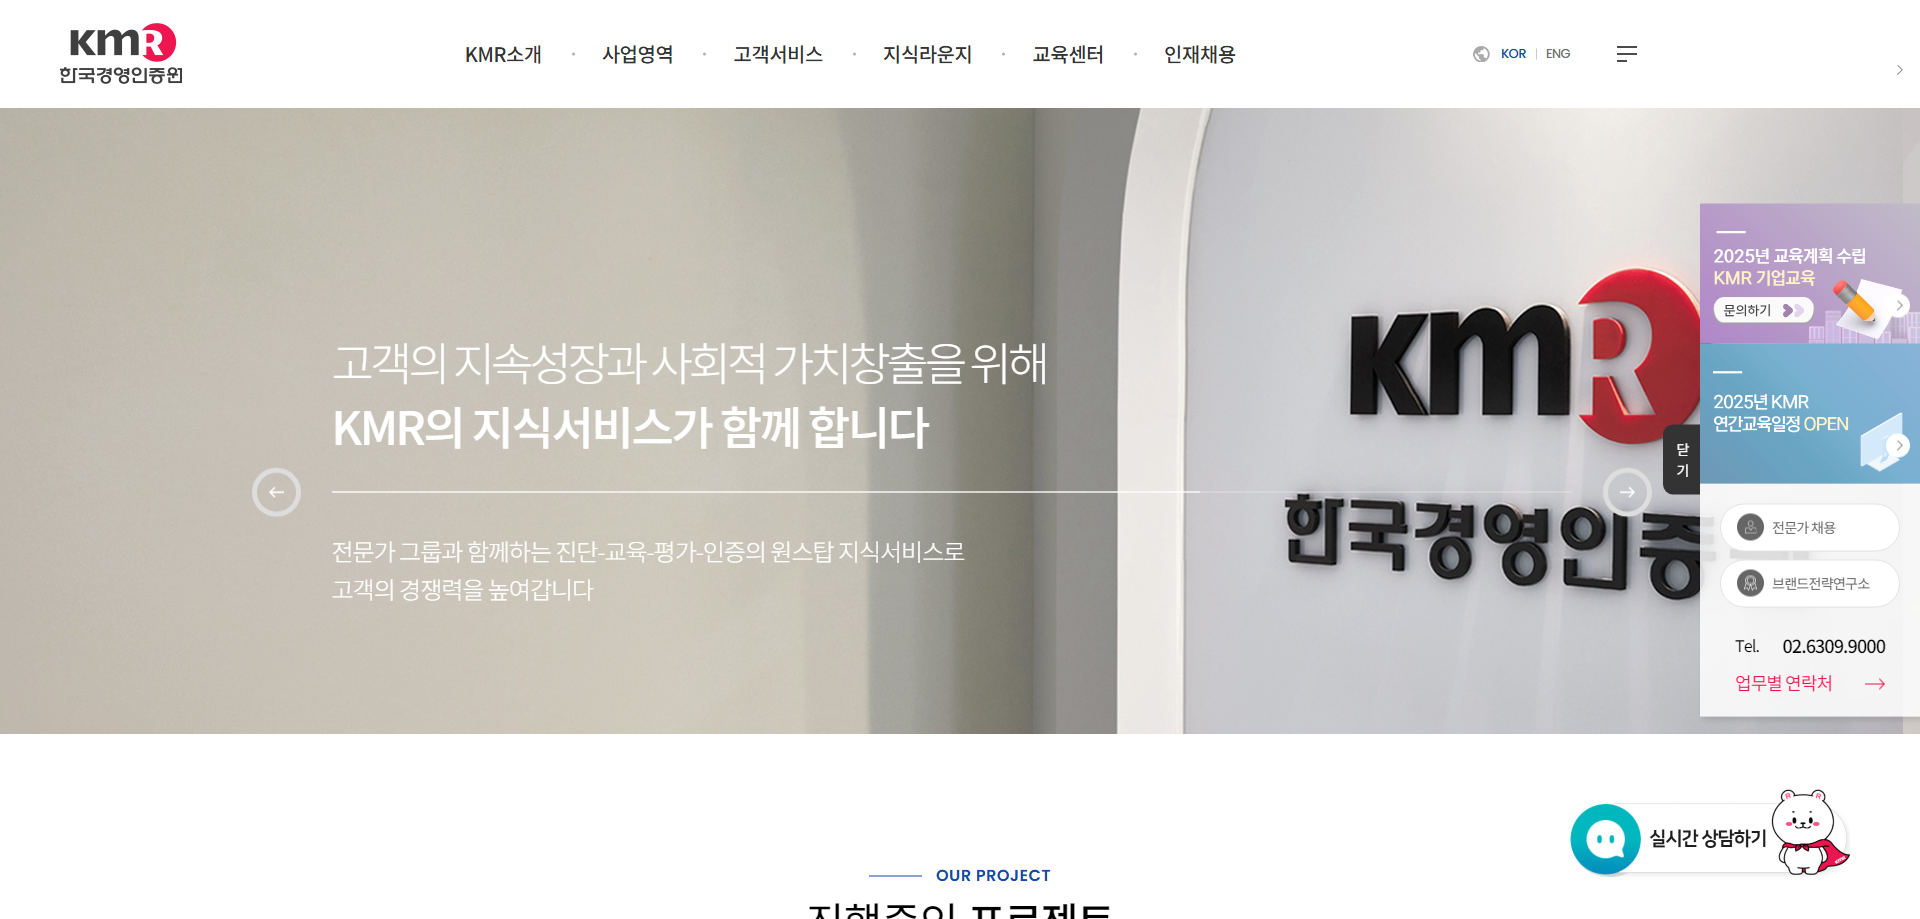 kmR
한국경영인증원
KMR소개
사업영역
고객서비스
지식라운지
교육센터
인재채용
KOR
ENG
고객의 지속성장과 사회적 가치창출을 위해
KMR의 지식서비스가 함께 합니다
전문가 그룹과 함께하는 진단-교육-평가-인증의 원스탑 지식서비스로
고객의 경쟁력을 높여갑니다
kmR
한국경영인증
2025년 교육계획 수립
KMR 기업교육
문의하기
2025년 KMR
연간교육일정 OPEN
닫
기
전문가 채용
브랜드전략연구소
Tel. 02.6309.9000
업무별 연락처
실시간 상담하기
OUR PROJECT
진행중인 프로젝트